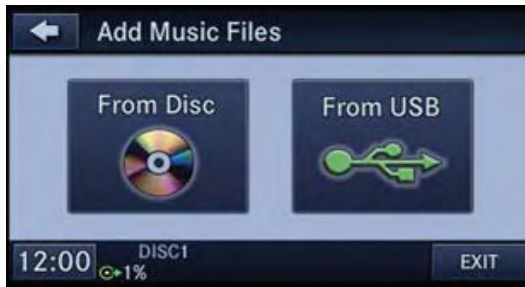 Add Music Files
From Disc
From USB
12:00
DISC1
1%
EXIT